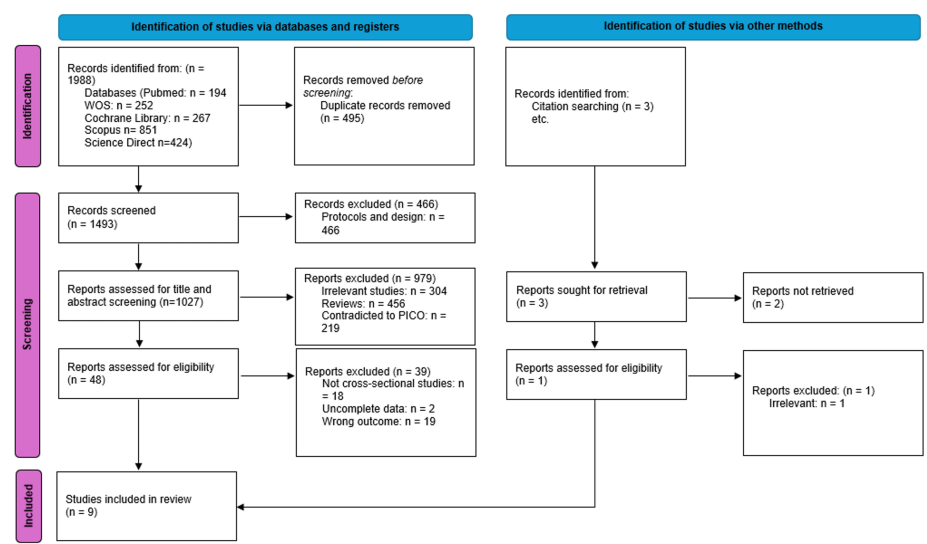 Identification of studies via databases and registers
Identification of studies via other methods
Identification
Records identified from: (n =
1988)
Databases (Pubmed: n = 194
WOS: n = 252
Cochrane Library: n = 267
Scopus n= 851
Science Direct n=424)
Records removed before
screening:
Duplicate records removed
(n = 495)
Records identified from:
Citation searching (n = 3)
etc.
Screening
Records screened
(n = 1493)
Records excluded (n = 466)
Protocols and design: n =
466
Reports assessed for title and
abstract screening (n=1027)
Reports excluded (n = 979)
Irrelevant studies: n = 304
Reviews: n = 456
Contradicted to PICO: n =
219
Reports sought for retrieval
(n = 3)
Reports not retrieved
(n = 2)
Reports assessed for eligibility
(n = 48)
Reports excluded (n = 39)
Not cross-sectional studies: n
= 18
Uncomplete data: n = 2
Wrong outcome: n = 19
Reports assessed for eligibility
(n = 1)
Reports excluded: (n = 1)
Irrelevant: n = 1
Included
Studies included in review
(n = 9)